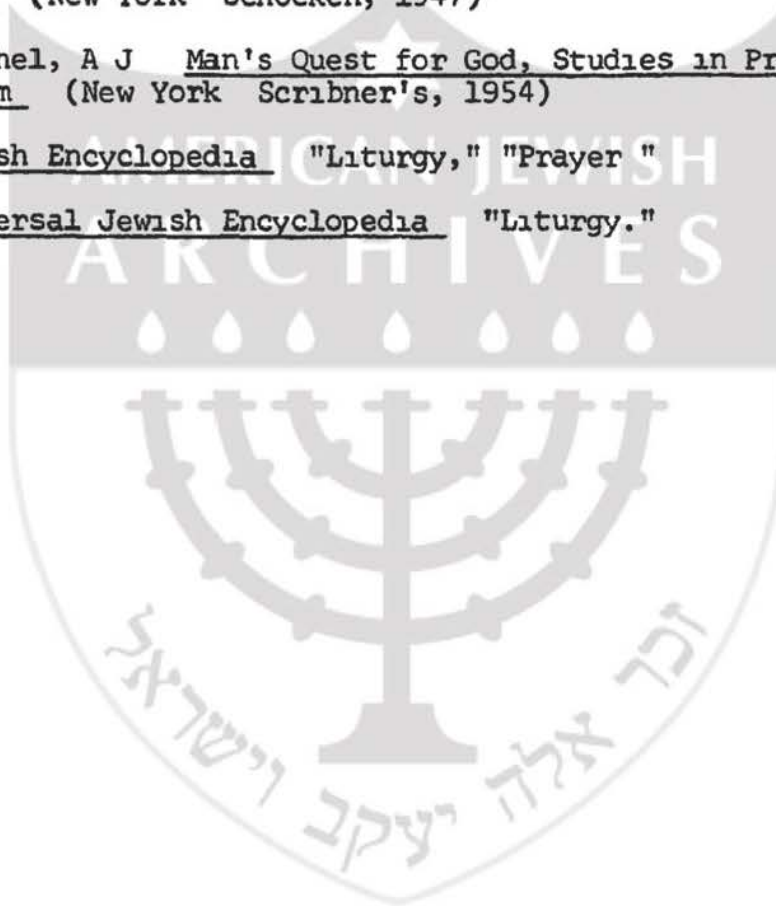 (New York Schocken, 1947)
nel, A J Man's Quest for God, Studies in Pr
m (New York Scribner's, 1954)
sh Encyclopedia "Liturgy," "Prayer "
ersal Jewish Encyclopedia "Liturgy."
AMERICAN JEWISH
ARCHIVES
זכר אלה יעקב וישראל